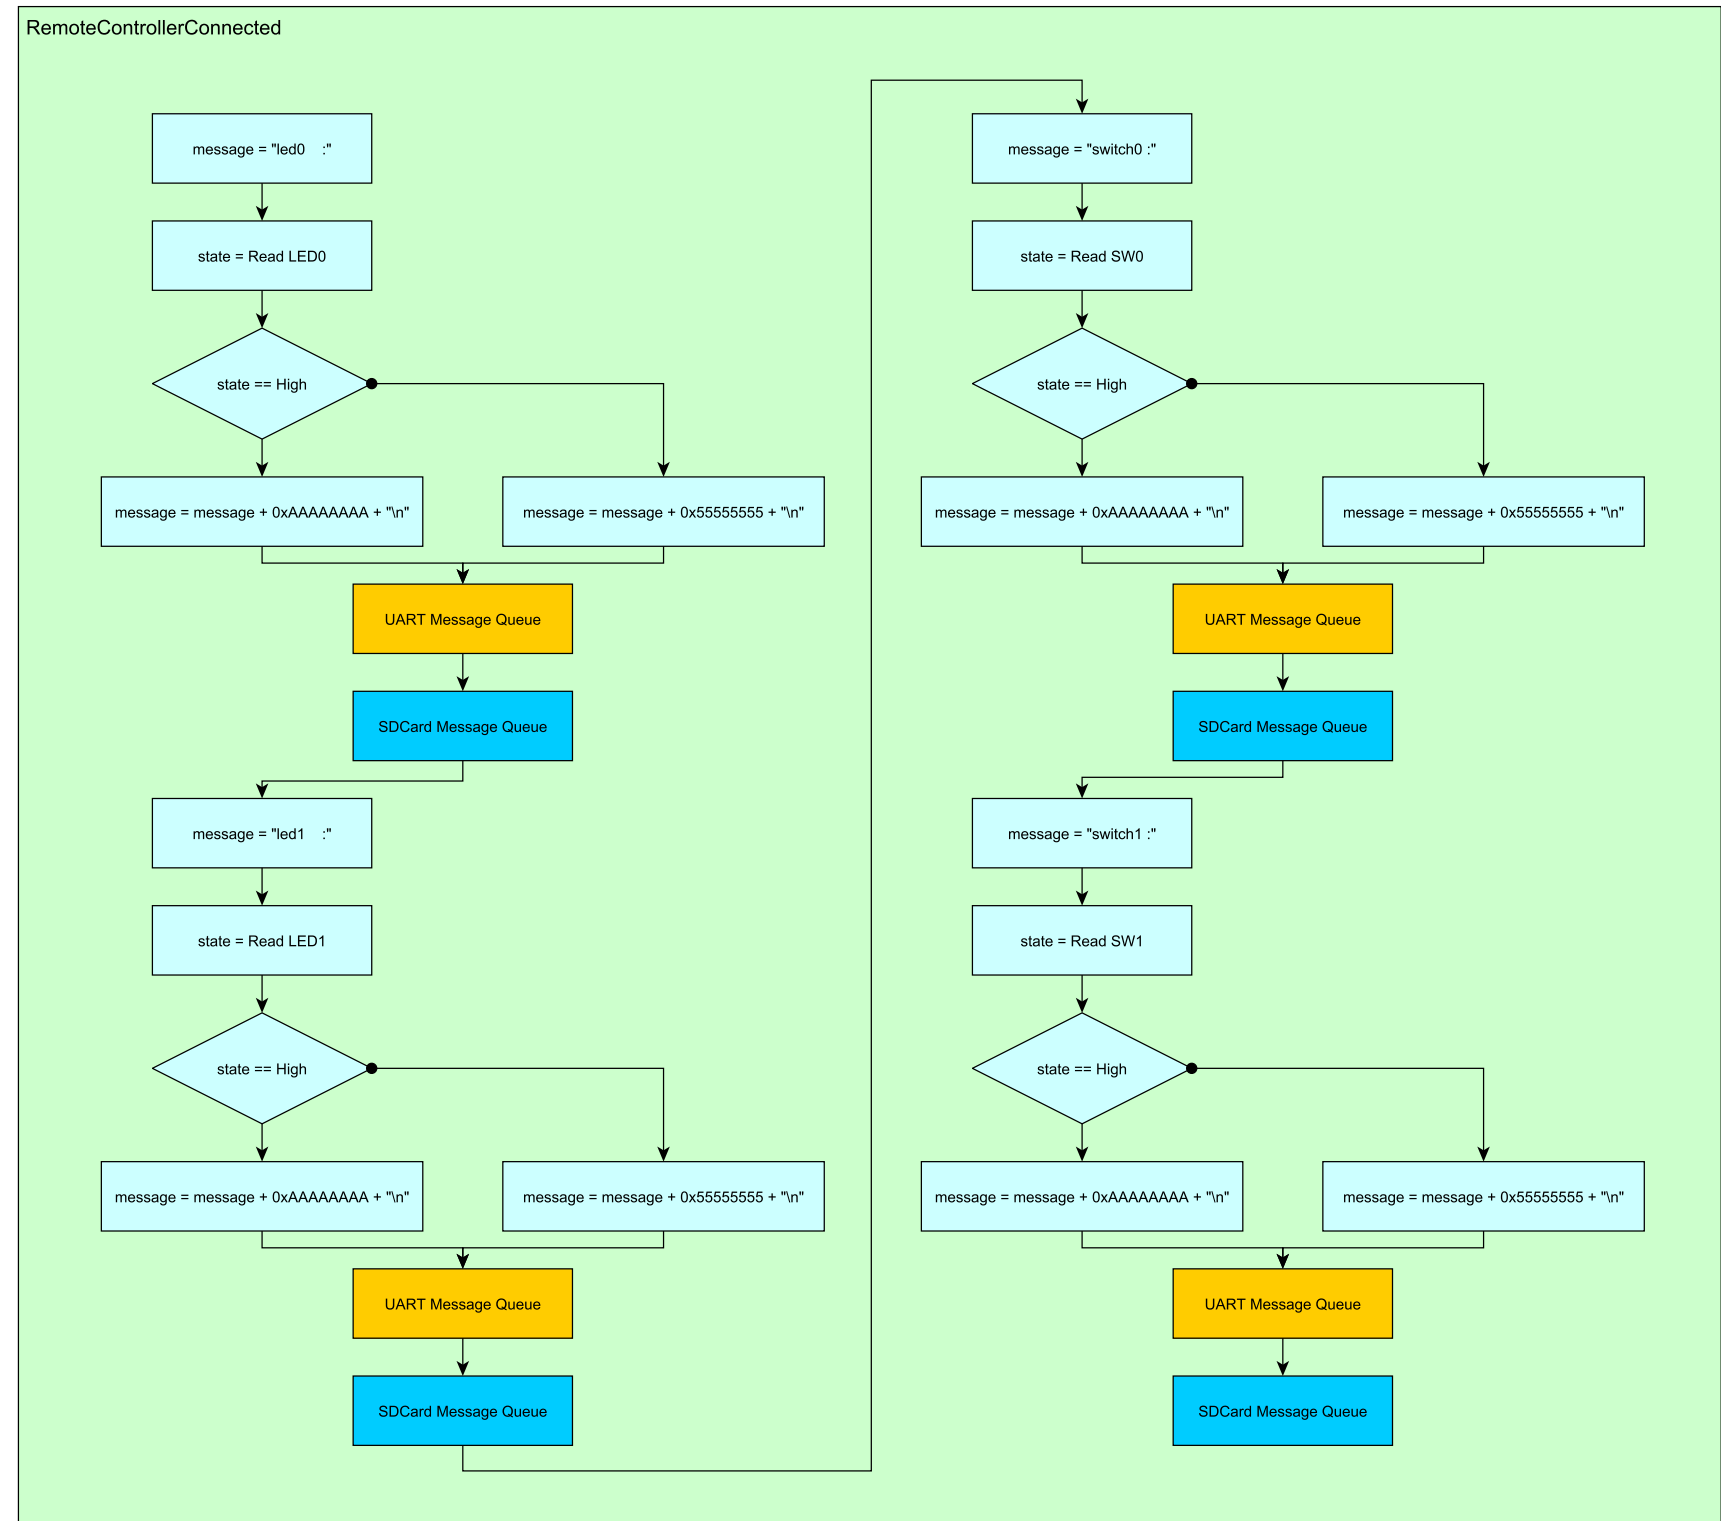 RemoteControllerConnected
message = "led0    :"
state = Read LED0
state == High
message = message + 0xAAAAAAAA + "\n"
message = message + 0x55555555 + "\n"
UART Message Queue
SDCard Message Queue
message = "led1    :"
state = Read LED1
state == High
message = message + 0xAAAAAAAA + "\n"
message = message + 0x55555555 + "\n"
UART Message Queue
SDCard Message Queue
message = "switch0 :"
state = Read SW0
state == High
message = message + 0xAAAAAAAA + "\n"
message = message + 0x55555555 + "\n"
UART Message Queue
SDCard Message Queue
message = "switch1 :"
state = Read SW1
state == High
message = message + 0xAAAAAAAA + "\n"
message = message + 0x55555555 + "\n"
UART Message Queue
SDCard Message Queue